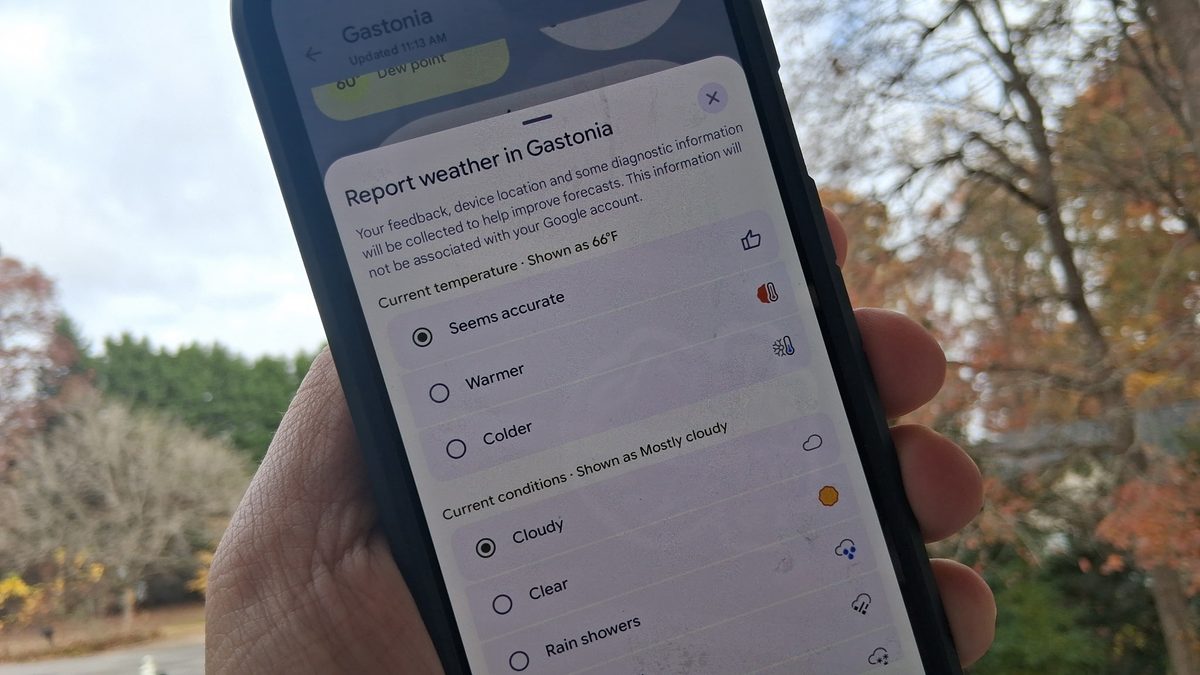 Gastonia
Updated 11:13 AM
60° Dew point
Report weather in Gastonia
Your feedback, device location and some diagnostic information
will be collected to help improve forecasts. This information will
not be associated with your Google account.
Current temperature · Shown as 66°F
Seems accurate
Warmer
Colder
Current conditions · Shown as Mostly cloudy
Cloudy
Clear
Rain showers